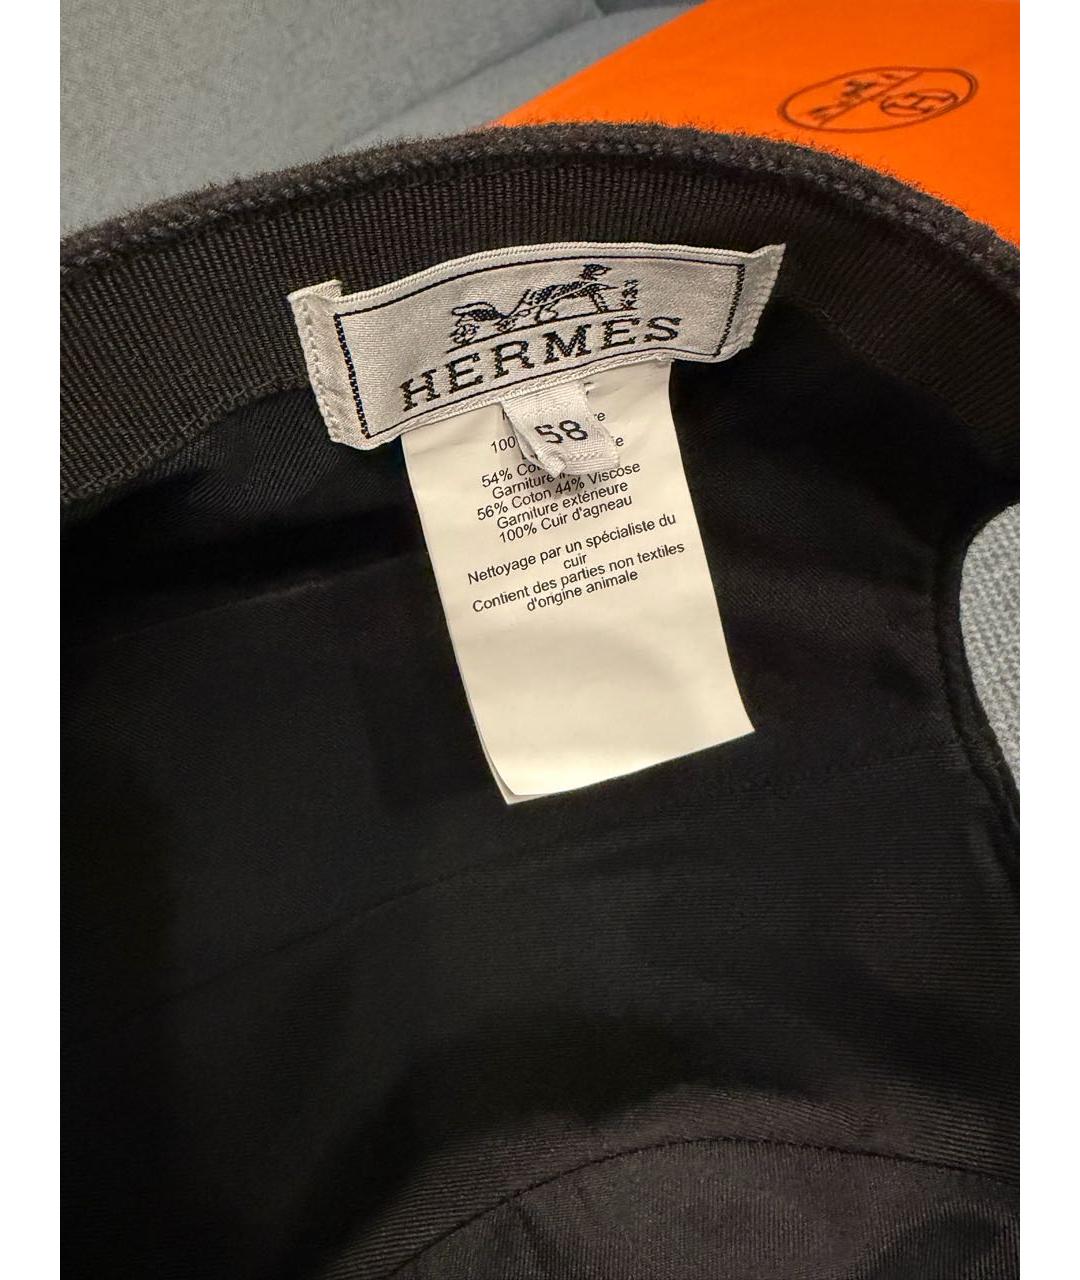 HERMES
58
100
54%
Garniture
56% Coton 44% Viscose
Garniture extérieure
100% Cuir d'agneau
Nettoyage par un spécialiste du
cuir
Contient des parties non textiles
d'origine animale